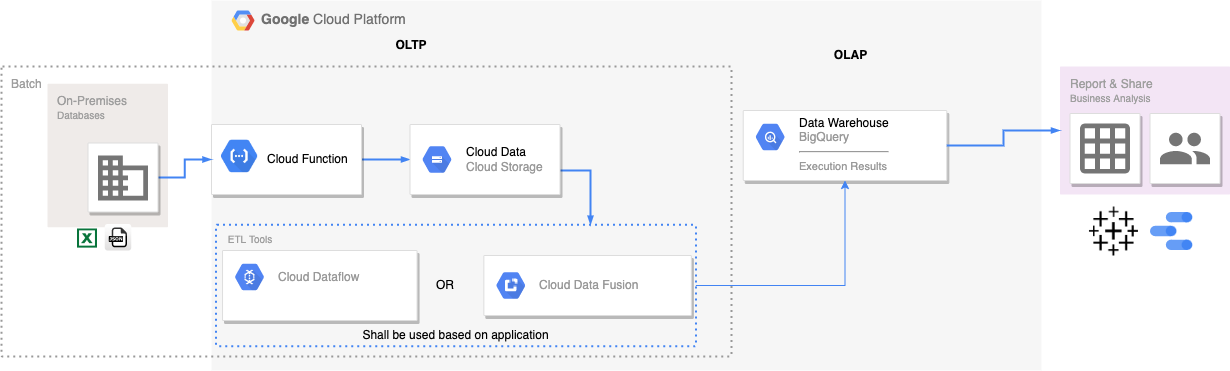 Google Cloud Platform
OLTP
OLAP
Batch
On-Premises
Databases
Cloud Function
Cloud Data
Cloud Storage
Data Warehouse
BigQuery
Execution Results
Report & Share
Business Analysis
JSON
X
ETL Tools
Cloud Dataflow
OR
Cloud Data Fusion
Shall be used based on application